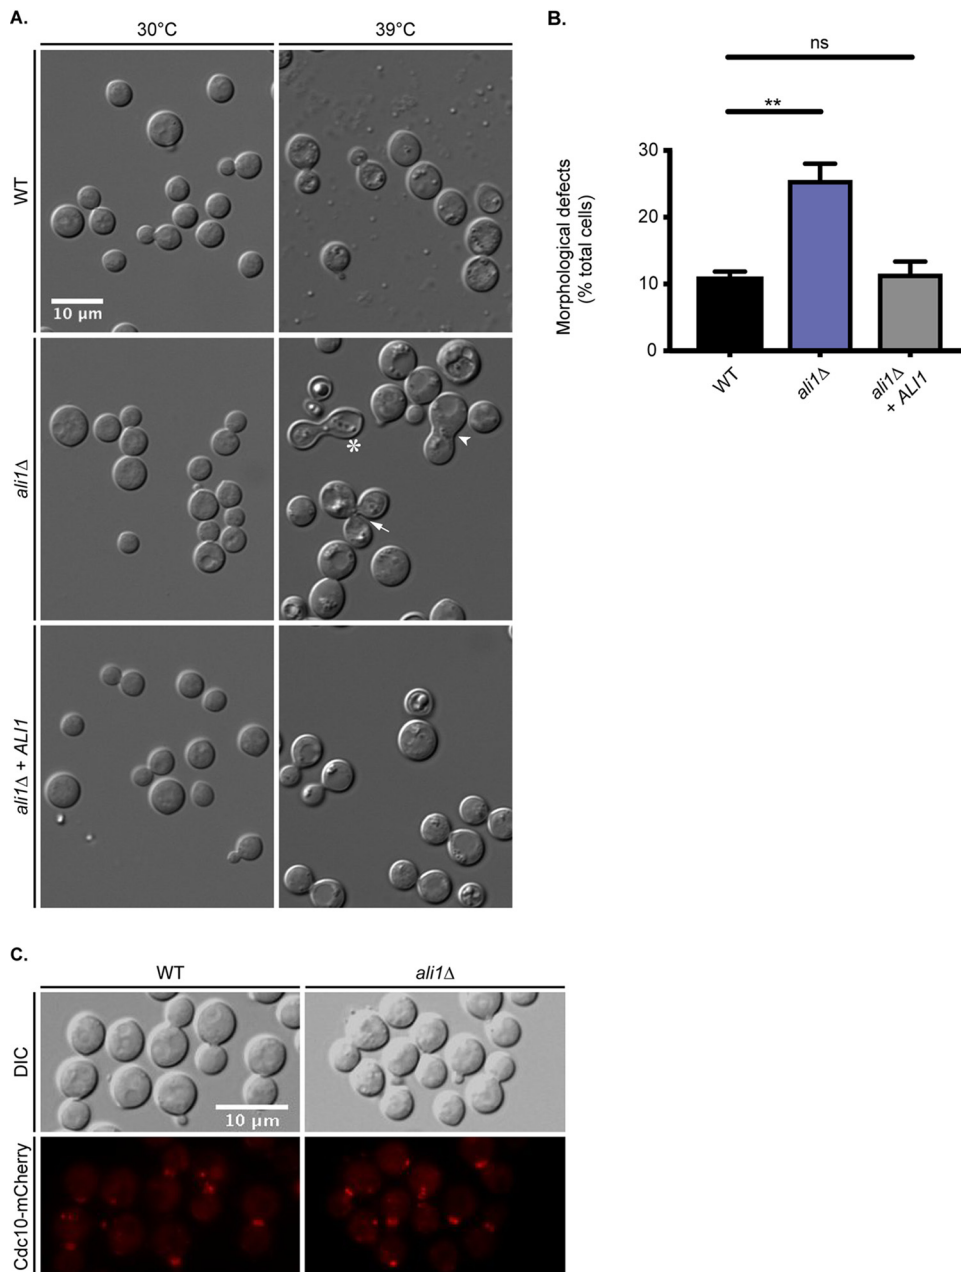 A.
30°C
39°C
WT
10 µm
ali1Δ
*
ali1Δ + ALI1
B.
ns
**
Morphological defects
(% total cells)
30
20
10
0
WT
ali1Δ
ali1Δ
+ ALI1
C.
WT
ali1Δ
DIC
10 µm
Cdc10-mCherry